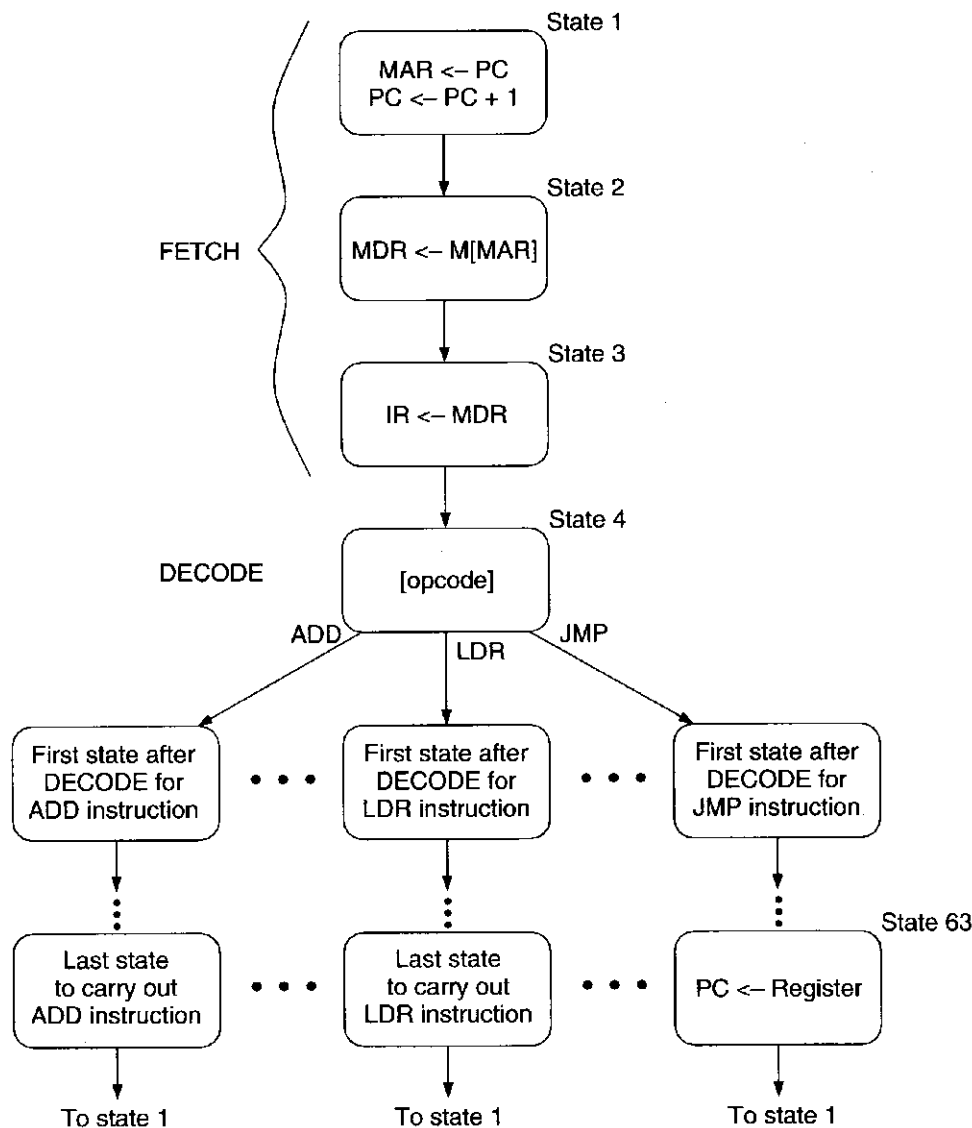 State 1
MAR <– PC
PC <– PC + 1
State 2
FETCH
MDR <– M[MAR]
State 3
IR <– MDR
State 4
DECODE
[opcode]
ADD
LDR
JMP
First state after
DECODE for
ADD instruction
First state after
DECODE for
LDR instruction
First state after
DECODE for
JMP instruction
State 63
Last state
to carry out
ADD instruction
Last state
to carry out
LDR instruction
PC <– Register
To state 1
To state 1
To state 1